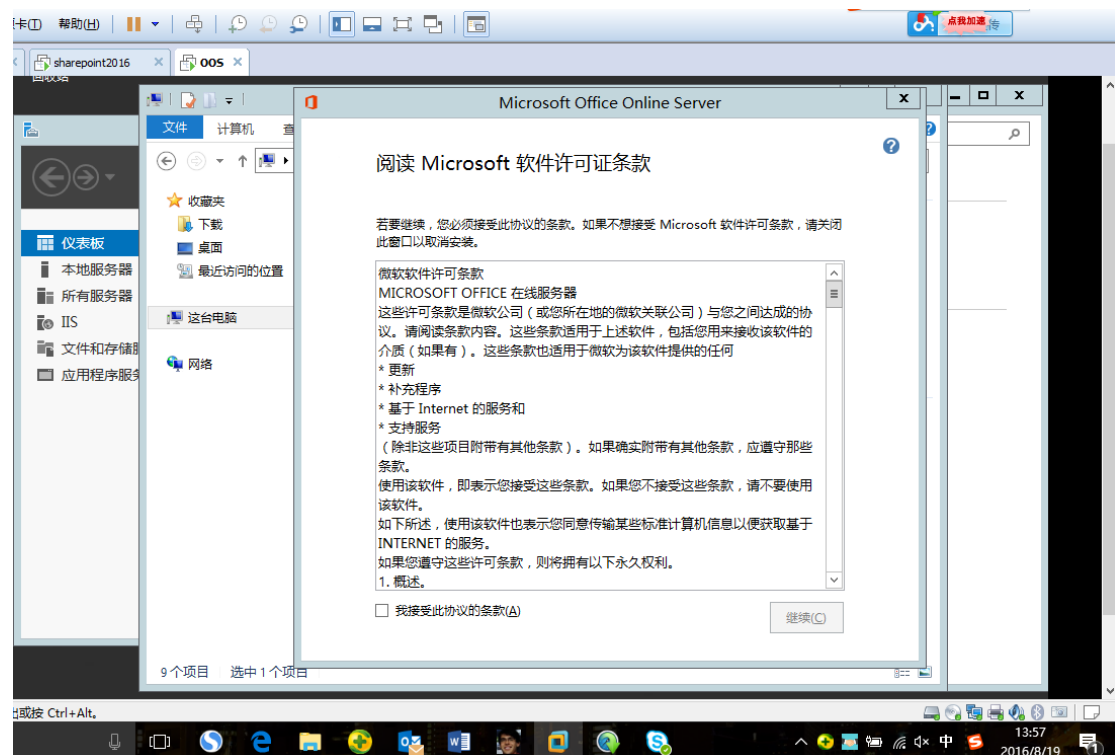 卡(T) 帮助(H)
点我加速 传
sharepoint2016 × OOS ×
回收站
Microsoft Office Online Server
文件 计算机 查
阅读 Microsoft 软件许可证条款
收藏夹
下载
桌面
最近访问的位置
这台电脑
网络
仪表板
本地服务器
所有服务器
IIS
文件和存储服
应用程序服务
若要继续，您必须接受此协议的条款。如果不想接受 Microsoft 软件许可条款，请关闭
此窗口以取消安装。
微软软件许可条款
MICROSOFT OFFICE 在线服务器
这些许可条款是微软公司（或您所在地的微软关联公司）与您之间达成的协
议。请阅读条款内容。这些条款适用于上述软件，包括您用来接收该软件的
介质（如果有）。这些条款也适用于微软为该软件提供的任何
* 更新
* 补充程序
* 基于 Internet 的服务和
* 支持服务
（除非这些项目附带有其他条款）。如果确实附带有其他条款，应遵守那些
条款。
使用该软件，即表示您接受这些条款。如果您不接受这些条款，请不要使用
该软件。
如下所述，使用该软件也表示您同意传输某些标准计算机信息以便获取基于
INTERNET 的服务。
如果您遵守这些许可条款，则将拥有以下永久权利。
1. 概述。
我接受此协议的条款(A)
继续(C)
9 个项目 选中 1 个项目
出或按 Ctrl+Alt。
中
13:57
2016/8/19